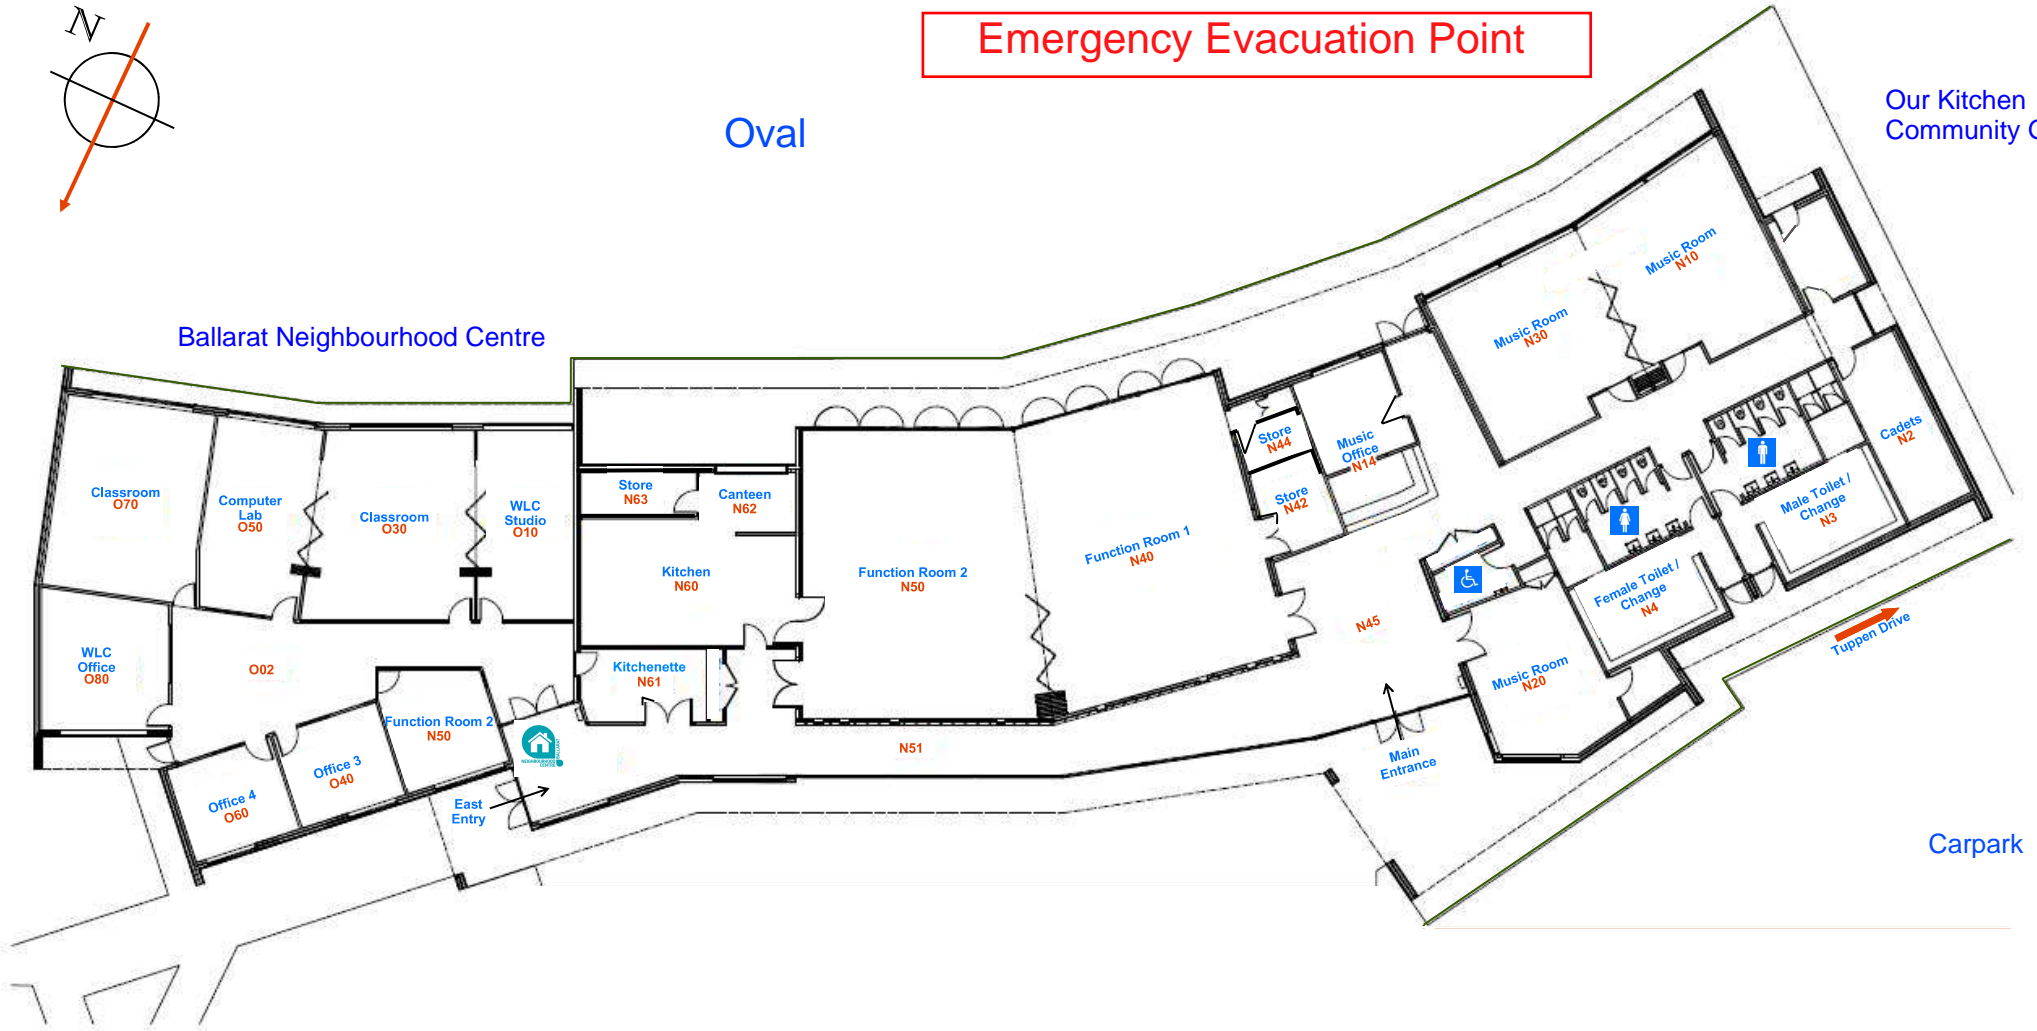 N
Emergency Evacuation Point
Oval
Our Kitchen
Community
Ballarat Neighbourhood Centre
Music Room
N10
Music Room
N30
Classroom
O70
Computer
Lab
O50
Classroom
O30
WLC
Studio
O10
Store
N63
Canteen
N62
Kitchen
N60
Function Room 2
N50
Function Room 1
N40
Store
N44
Store
N42
Music
Office
N14
Cadets
N2
Male Toilet /
Change
N3
Female Toilet /
Change
N4
WLC
Office
O80
O02
Kitchenette
N61
N45
Music Room
N20
Tuppen Drive
Function Room 2
N50
Office 3
O40
Office 4
O60
BALLARAT
NEIGHBOURHOOD
CENTRE
N51
East
Entry
Main
Entrance
Carpark